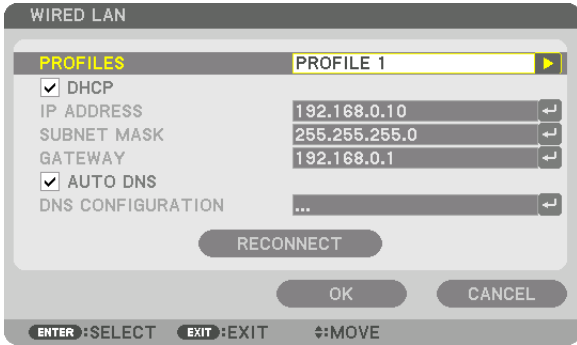 WIRED LAN
PROFILES PROFILE 1
DHCP
IP ADDRESS 192.168.0.10
SUBNET MASK 255.255.255.0
GATEWAY 192.168.0.1
AUTO DNS
DNS CONFIGURATION ...
RECONNECT
OK CANCEL
ENTER:SELECT EXIT:EXIT :MOVE